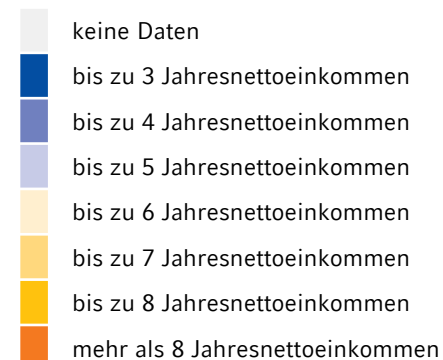 keine Daten
bis zu 3 Jahresnettoeinkommen
bis zu 4 Jahresnettoeinkommen
bis zu 5 Jahresnettoeinkommen
bis zu 6 Jahresnettoeinkommen
bis zu 7 Jahresnettoeinkommen
bis zu 8 Jahresnettoeinkommen
mehr als 8 Jahresnettoeinkommen